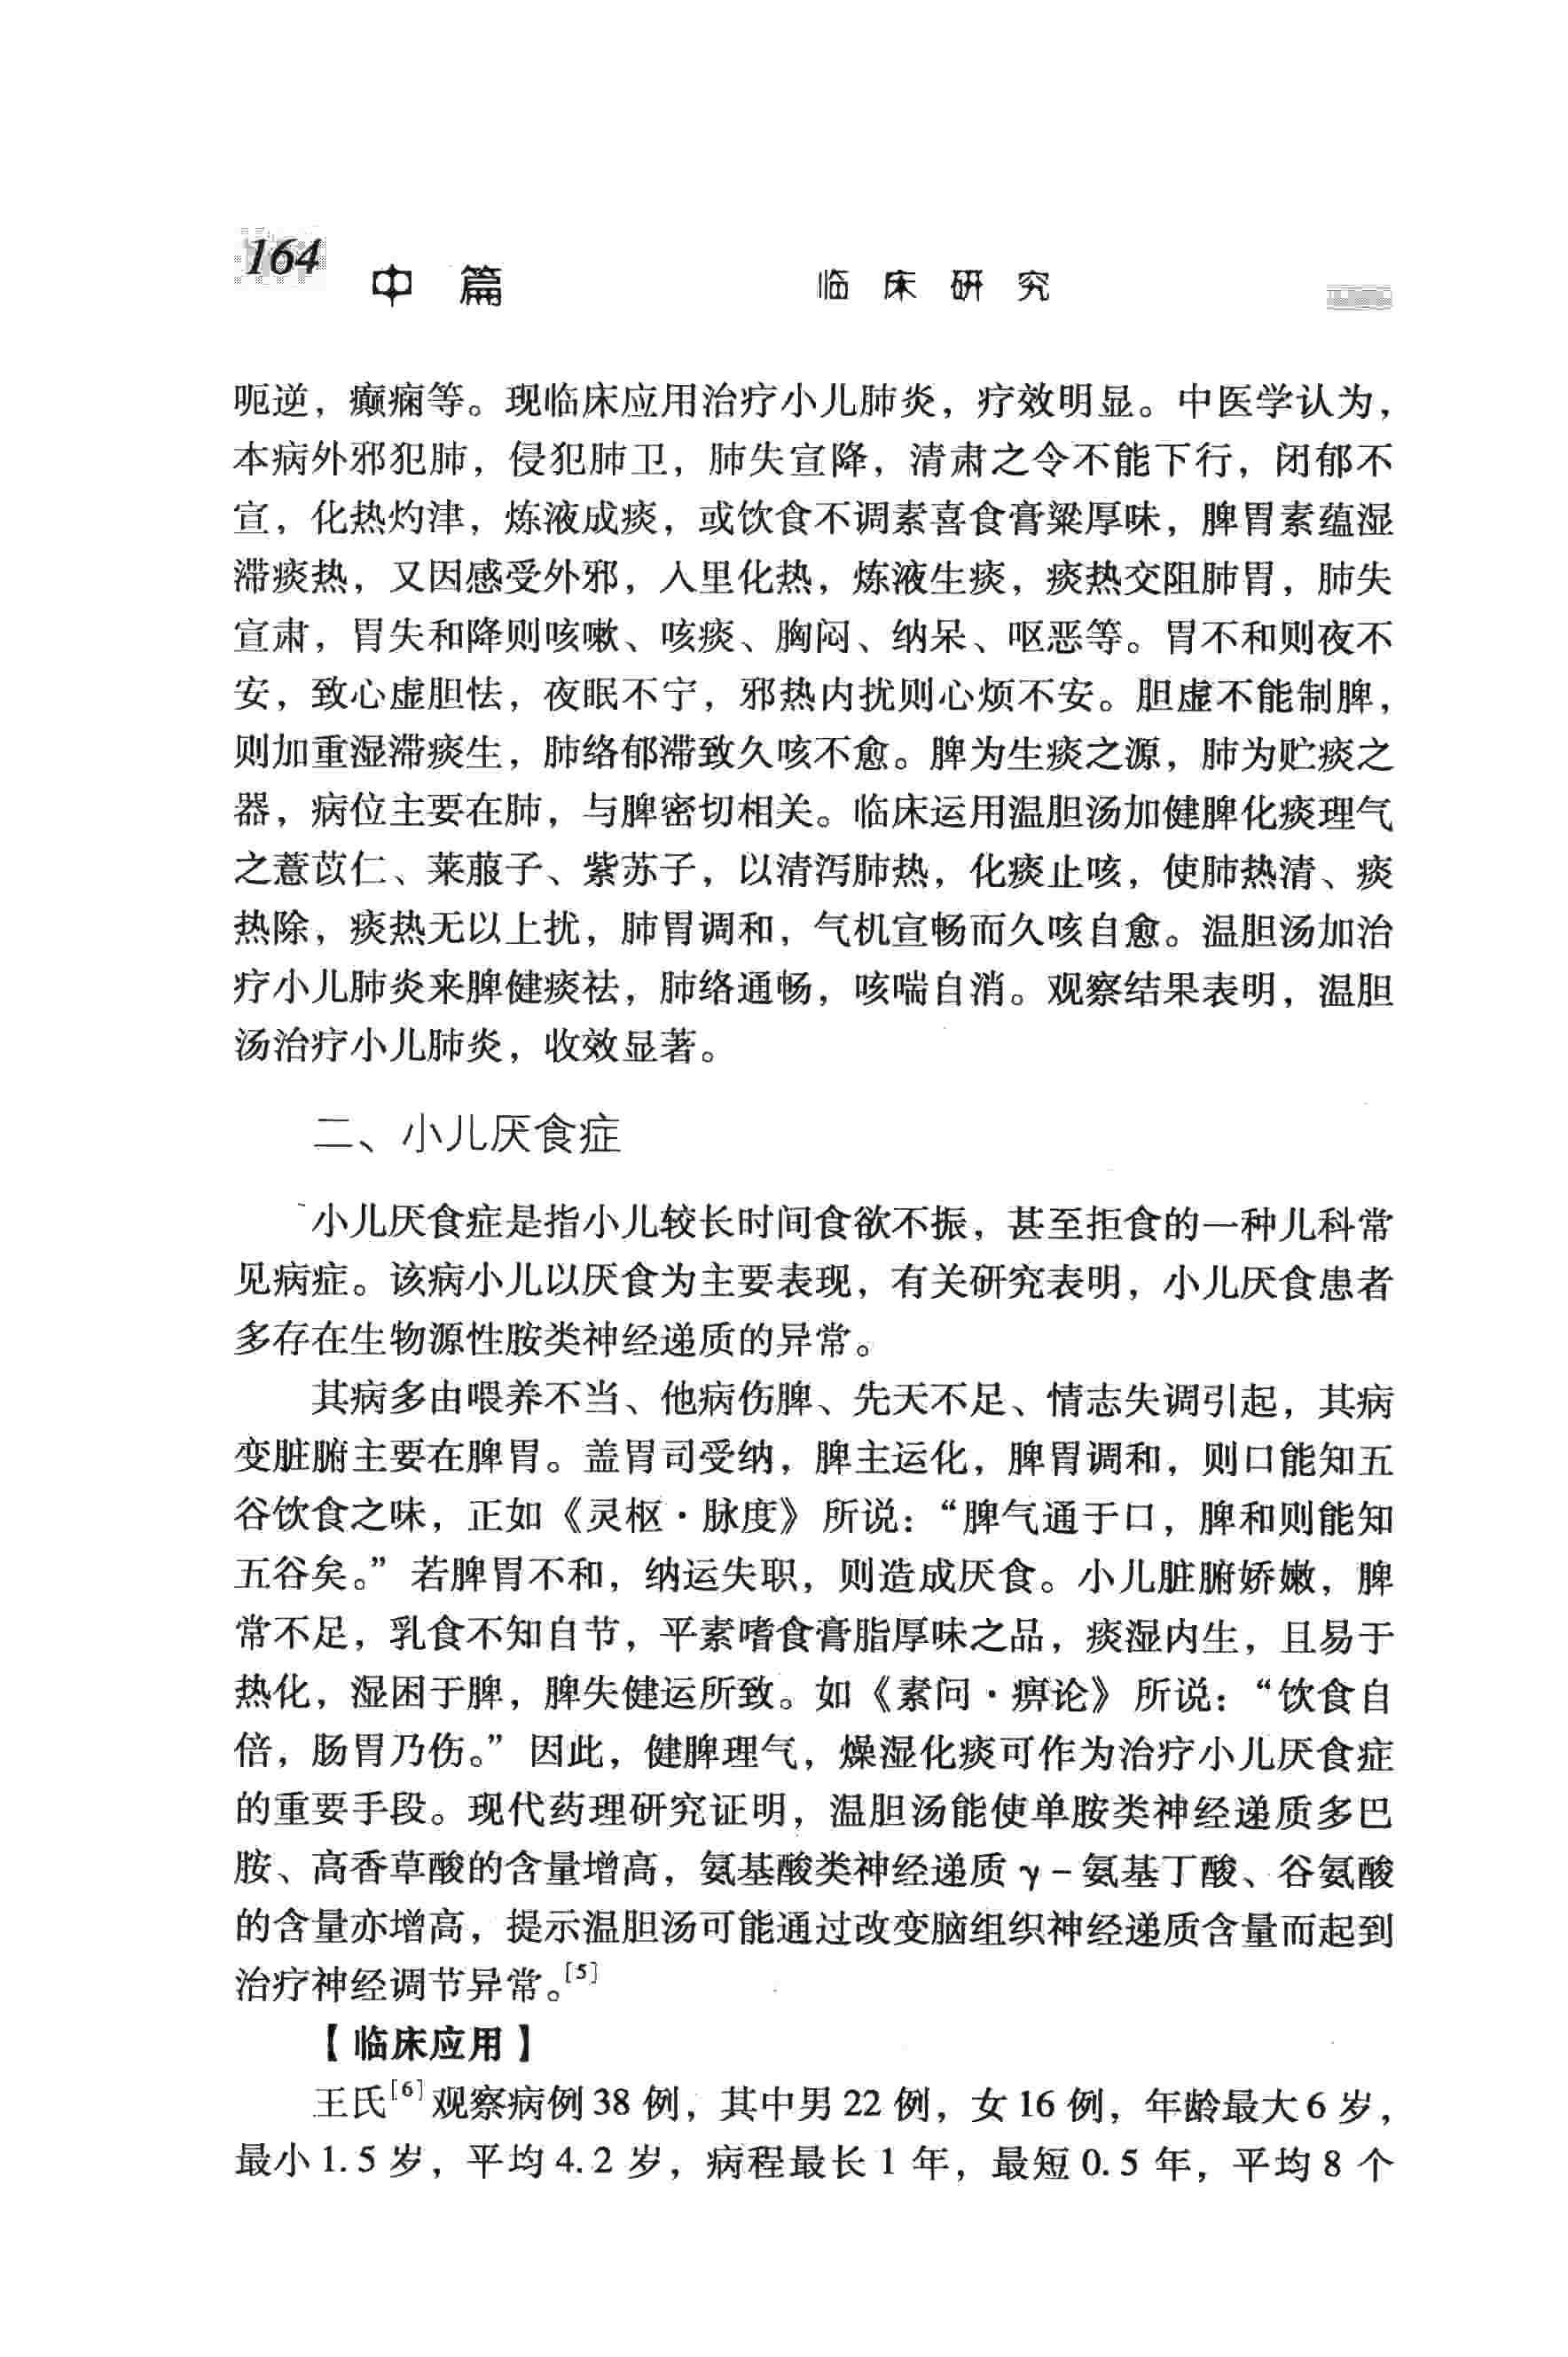 164
中 篇 临 床 研 究
呃逆，癫痫等。现临床应用治疗小儿肺炎，疗效明显。中医学认为，
本病外邪犯肺，侵犯肺卫，肺失宣降，清肃之令不能下行，闭郁不
宣，化热灼津，炼液成痰，或饮食不调素喜食膏粱厚味，脾胃素蕴湿
滞痰热，又因感受外邪，人里化热，炼液生痰，痰热交阻肺胃，肺失
宣肃，胃失和降则咳嗽、咳痰、胸闷、纳呆、呕恶等。胃不和则夜不
安，致心虚胆怯，夜眠不宁，邪热内扰则心烦不安。胆虚不能制脾，
则加重湿滞痰生，肺络郁滞致久咳不愈。脾为生痰之源，肺为贮痰之
器，病位主要在肺，与脾密切相关。临床运用温胆汤加健脾化痰理气
之薏苡仁、莱菔子、紫苏子，以清泻肺热，化痰止咳，使肺热清、痰
热除，痰热无以上扰，肺胃调和，气机宣畅而久咳自愈。温胆汤加治
疗小儿肺炎来脾健痰祛，肺络通畅，咳喘自消。观察结果表明，温胆
汤治疗小儿肺炎，收效显著。
二、小儿厌食症
小儿厌食症是指小儿较长时间食欲不振，甚至拒食的一种儿科常
见病症。该病小儿以厌食为主要表现，有关研究表明，小儿厌食患者
多存在生物源性胺类神经递质的异常。
其病多由喂养不当、他病伤脾、先天不足、情志失调引起，其病
变脏腑主要在脾胃。盖胃司受纳，脾主运化，脾胃调和，则口能知五
谷饮食之味，正如《灵枢·脉度》所说：“脾气通于口，脾和则能知
五谷矣。”若脾胃不和，纳运失职，则造成厌食。小儿脏腑娇嫩，脾
常不足，乳食不知自节，平素嗜食膏脂厚味之品，痰湿内生，且易于
热化，湿困于脾，脾失健运所致。如《素问·痹论》所说：“饮食自
倍，肠胃乃伤。”因此，健脾理气，燥湿化痰可作为治疗小儿厌食症
的重要手段。现代药理研究证明，温胆汤能使单胺类神经递质多巴
胺、高香草酸的含量增高，氨基酸类神经递质 γ－氨基丁酸、谷氨酸
的含量亦增高，提示温胆汤可能通过改变脑组织神经递质含量而起到
治疗神经调节异常。[5]
【临床应用】
王氏[6]观察病例 38 例，其中男 22 例，女 16 例，年龄最大 6 岁，
最小 1.5 岁，平均 4.2 岁，病程最长 1 年，最短 0.5 年，平均 8 个